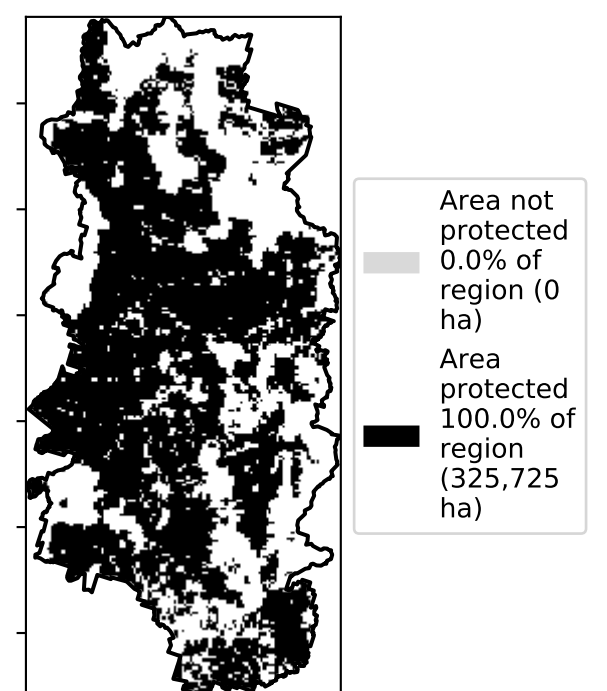 Area not
protected
0.0% of
region (0
ha)
Area
protected
100.0% of
region
(325,725
ha)